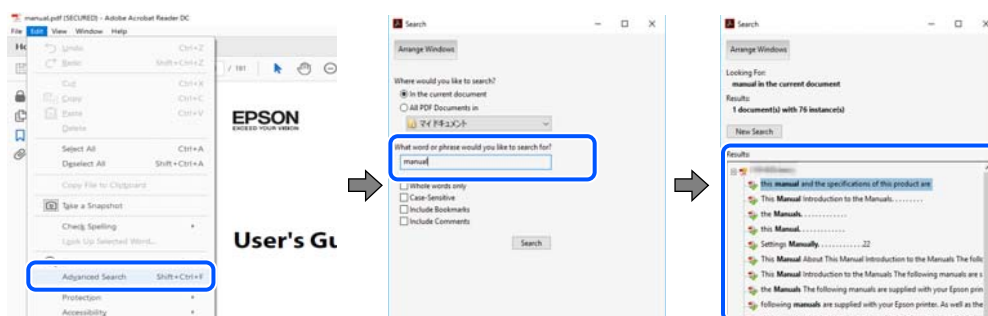 manual.pdf (SECURED) - Adobe Acrobat Reader DC
File Edit View Window Help
Undo Ctrl+Z
Redo Shift+Ctrl+Z
Cut Ctrl+X
Copy Ctrl+C
Paste Ctrl+V
Delete
Select All Ctrl+A
Deselect All Shift+Ctrl+A
Copy File to Clipboard
Take a Snapshot
Check Spelling
Look Up Selected Word...
Advanced Search Shift+Ctrl+F
Protection
Accessibility
/ 181
EPSON
EXCEED YOUR VISION
User's Gu
Search
Arrange Windows
Where would you like to search?
In the current document
All PDF Documents in
マイドキュメント
What word or phrase would you like to search for?
manual
Whole words only
Case-Sensitive
Include Bookmarks
Include Comments
Search
Search
Arrange Windows
Looking For:
manual in the current document
Results:
1 document(s) with 76 instance(s)
New Search
Results:
this manual and the specifications of this product are
This Manual Introduction to the Manuals. . . . . . . . .
the Manuals. . . . . . . . . . . . .
this Manual. . . . . . . . . . . . .
Settings Manually. . . . . . . . . . . . .22
This Manual About This Manual Introduction to the Manuals The follo
This Manual Introduction to the Manuals The following manuals are s
the Manuals The following manuals are supplied with your Epson prin
following manuals are supplied with your Epson printer. As well as the